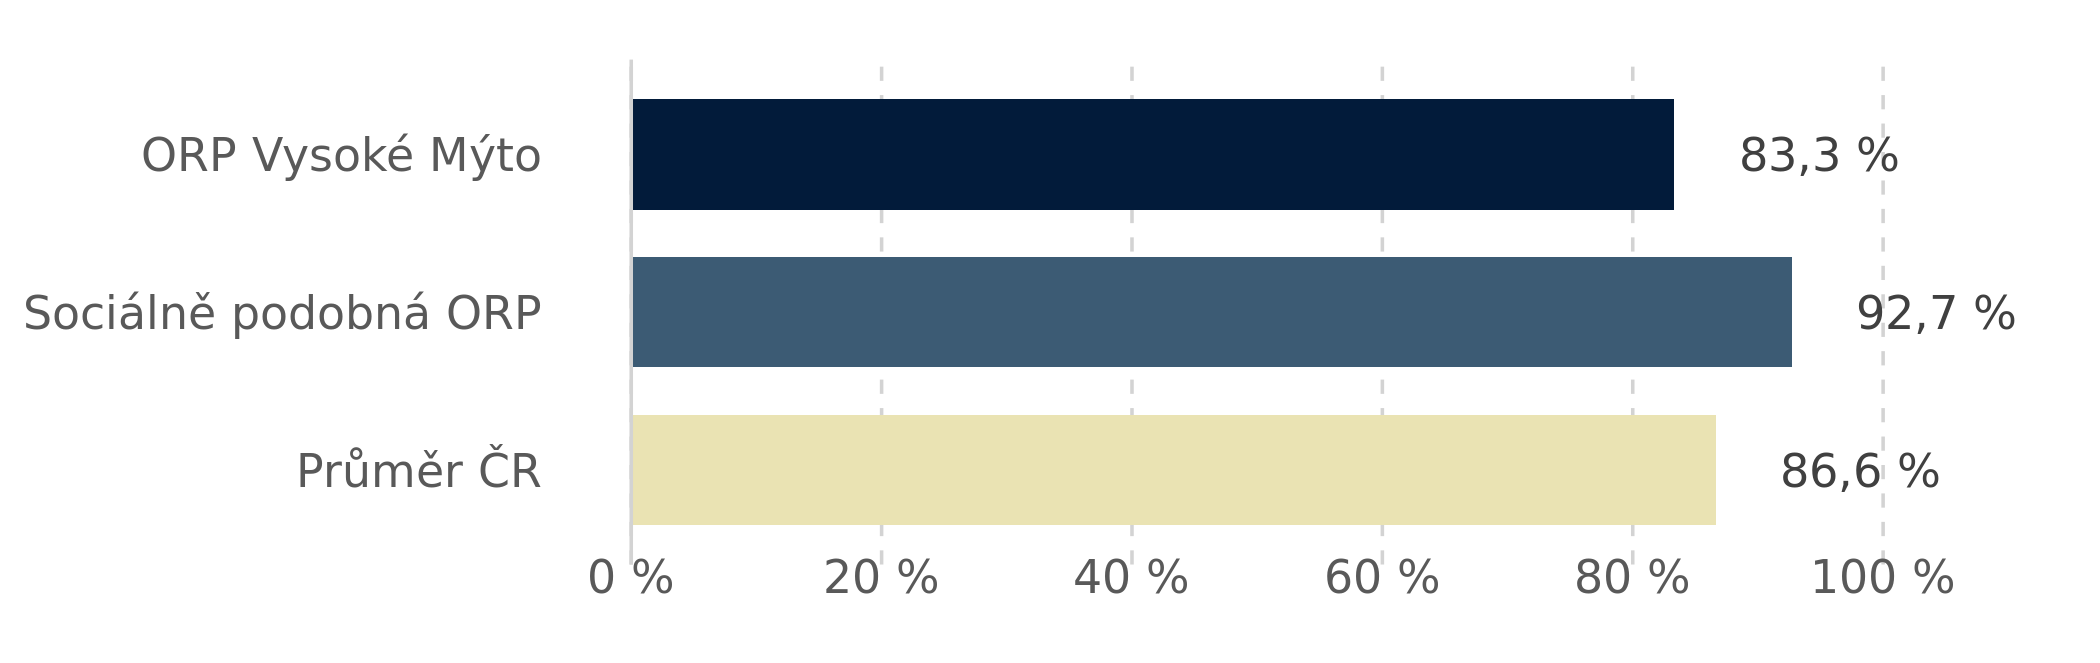 ORP Vysoké Mýto 83,3 %
Sociálně podobná ORP 92,7 %
Průměr ČR 86,6 %
0 % 20 % 40 % 60 % 80 % 100 %